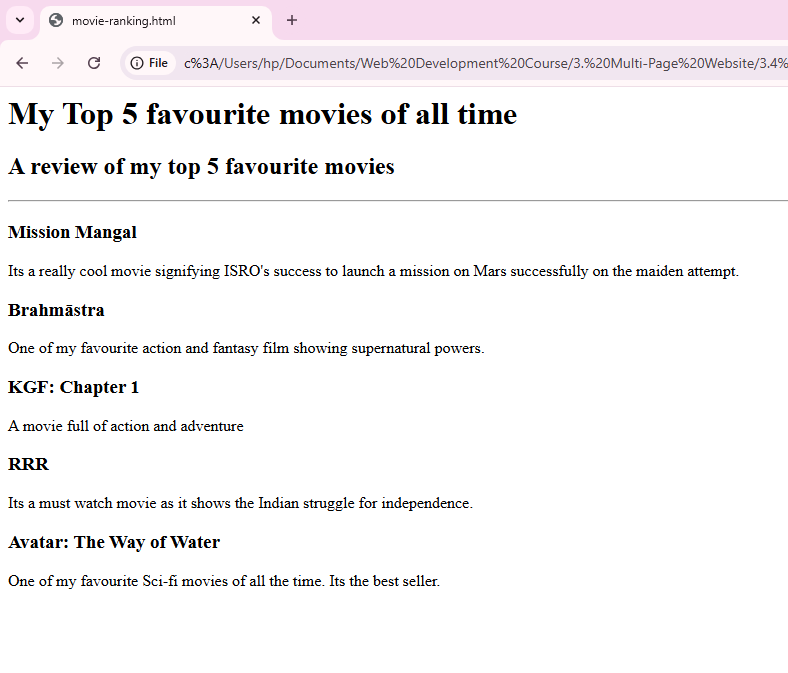 movie-ranking.html
File c%3A/Users/hp/Documents/Web%20Development%20Course/3.%20Multi-Page%20Website/3.4%
My Top 5 favourite movies of all time
A review of my top 5 favourite movies
Mission Mangal
Its a really cool movie signifying ISRO's success to launch a mission on Mars successfully on the maiden attempt.
Brahmāstra
One of my favourite action and fantasy film showing supernatural powers.
KGF: Chapter 1
A movie full of action and adventure
RRR
Its a must watch movie as it shows the Indian struggle for independence.
Avatar: The Way of Water
One of my favourite Sci-fi movies of all the time. Its the best seller.